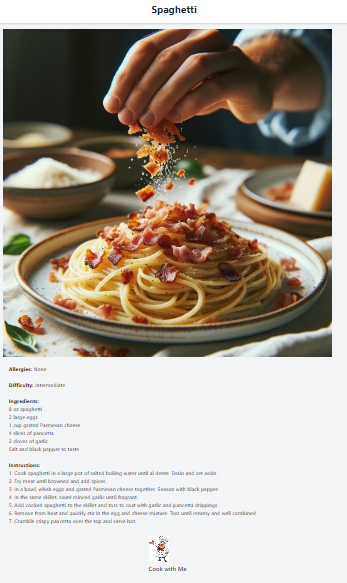 Spaghetti
Allergies: None
Difficulty: Intermediate
Ingredients:
8 oz spaghetti
2 large eggs
1 cup grated Parmesan cheese
4 slices of pancetta
2 cloves of garlic
Salt and black pepper to taste
Instructions:
1. Cook spaghetti in a large pot of salted boiling water until al dente. Drain and set aside.
2. Fry meat until browned and add spices.
3. In a bowl, whisk eggs and grated Parmesan cheese together. Season with black pepper.
4. In the same skillet, sauté minced garlic until fragrant.
5. Add cooked spaghetti to the skillet and toss to coat with garlic and pancetta drippings.
6. Remove from heat and quickly stir in the egg and cheese mixture. Toss until creamy and well combined.
7. Crumble crispy pancetta over the top and serve hot.
Cook with Me